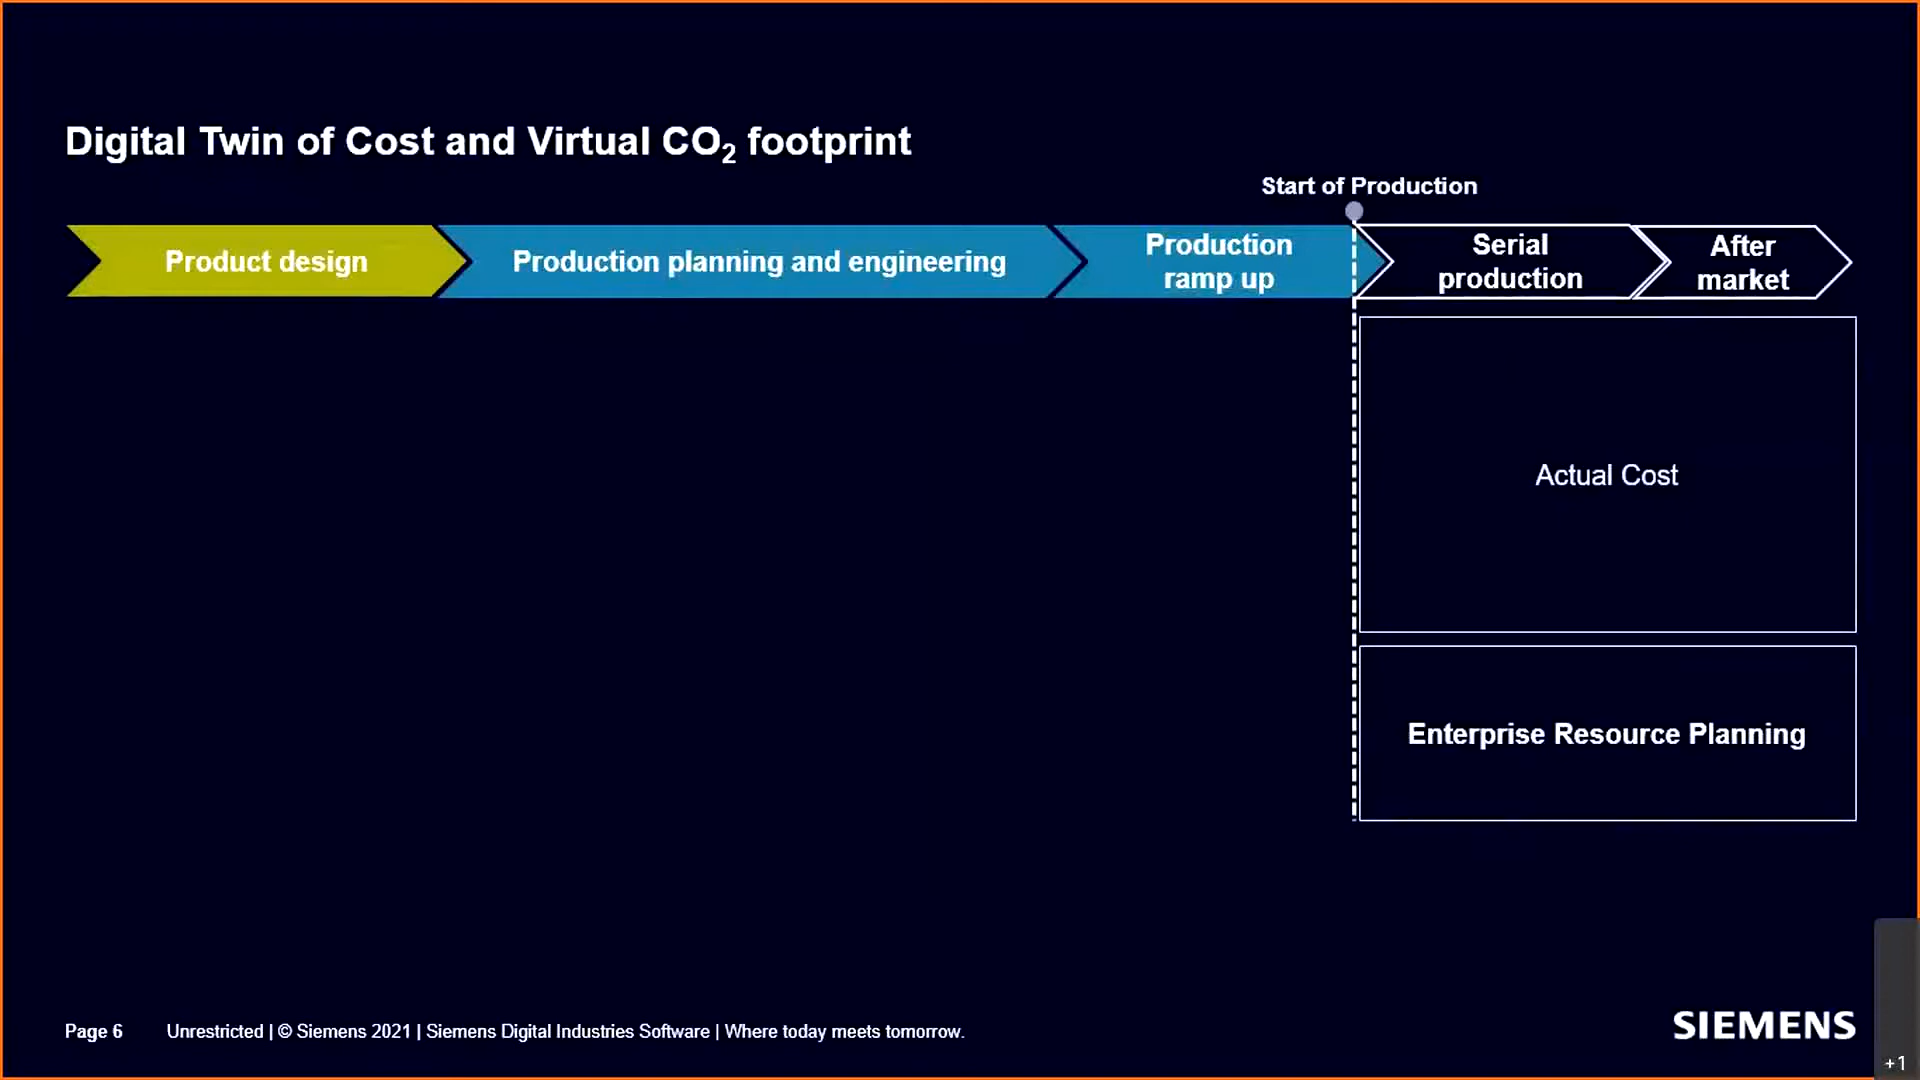 Digital Twin of Cost and Virtual CO₂ footprint
Start of Production
Product design
Production planning and engineering
Production
ramp up
Serial
production
After
market
Actual Cost
Enterprise Resource Planning
Page 6
Unrestricted | © Siemens 2021 | Siemens Digital Industries Software | Where today meets tomorrow.
SIEMENS
+1